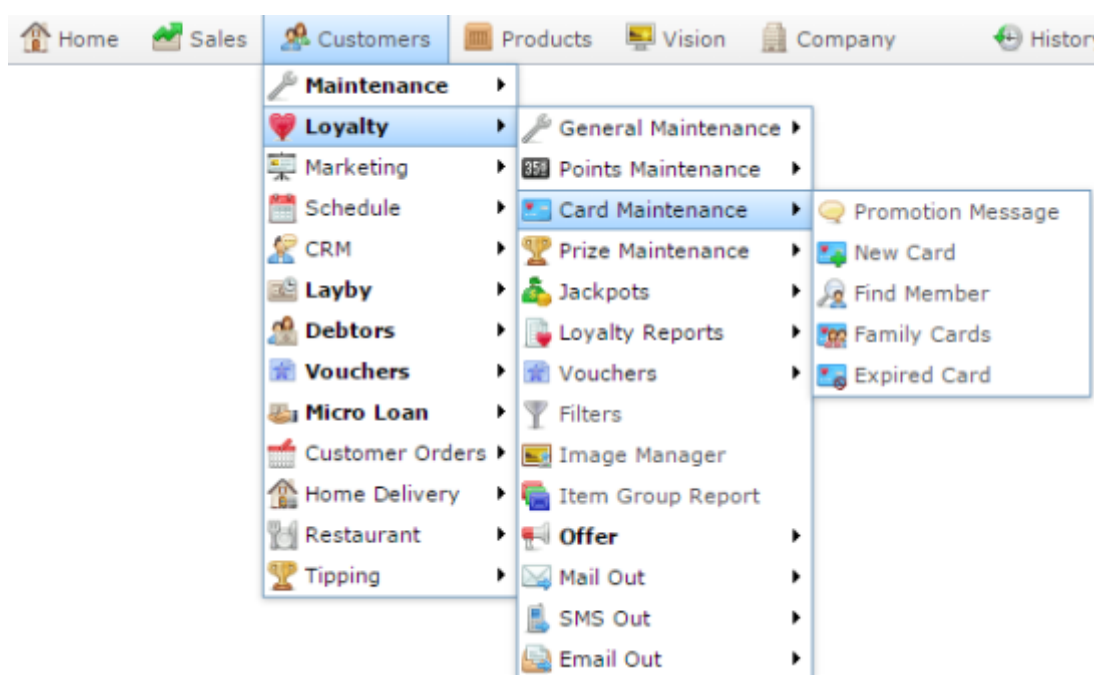 Home Sales Customers Products Vision Company History
Maintenance
Loyalty
Marketing
Schedule
CRM
Layby
Debtors
Vouchers
Micro Loan
Customer Orders
Home Delivery
Restaurant
Tipping
General Maintenance
Points Maintenance
Card Maintenance
Prize Maintenance
Jackpots
Loyalty Reports
Vouchers
Filters
Image Manager
Item Group Report
Offer
Mail Out
SMS Out
Email Out
Promotion Message
New Card
Find Member
Family Cards
Expired Card